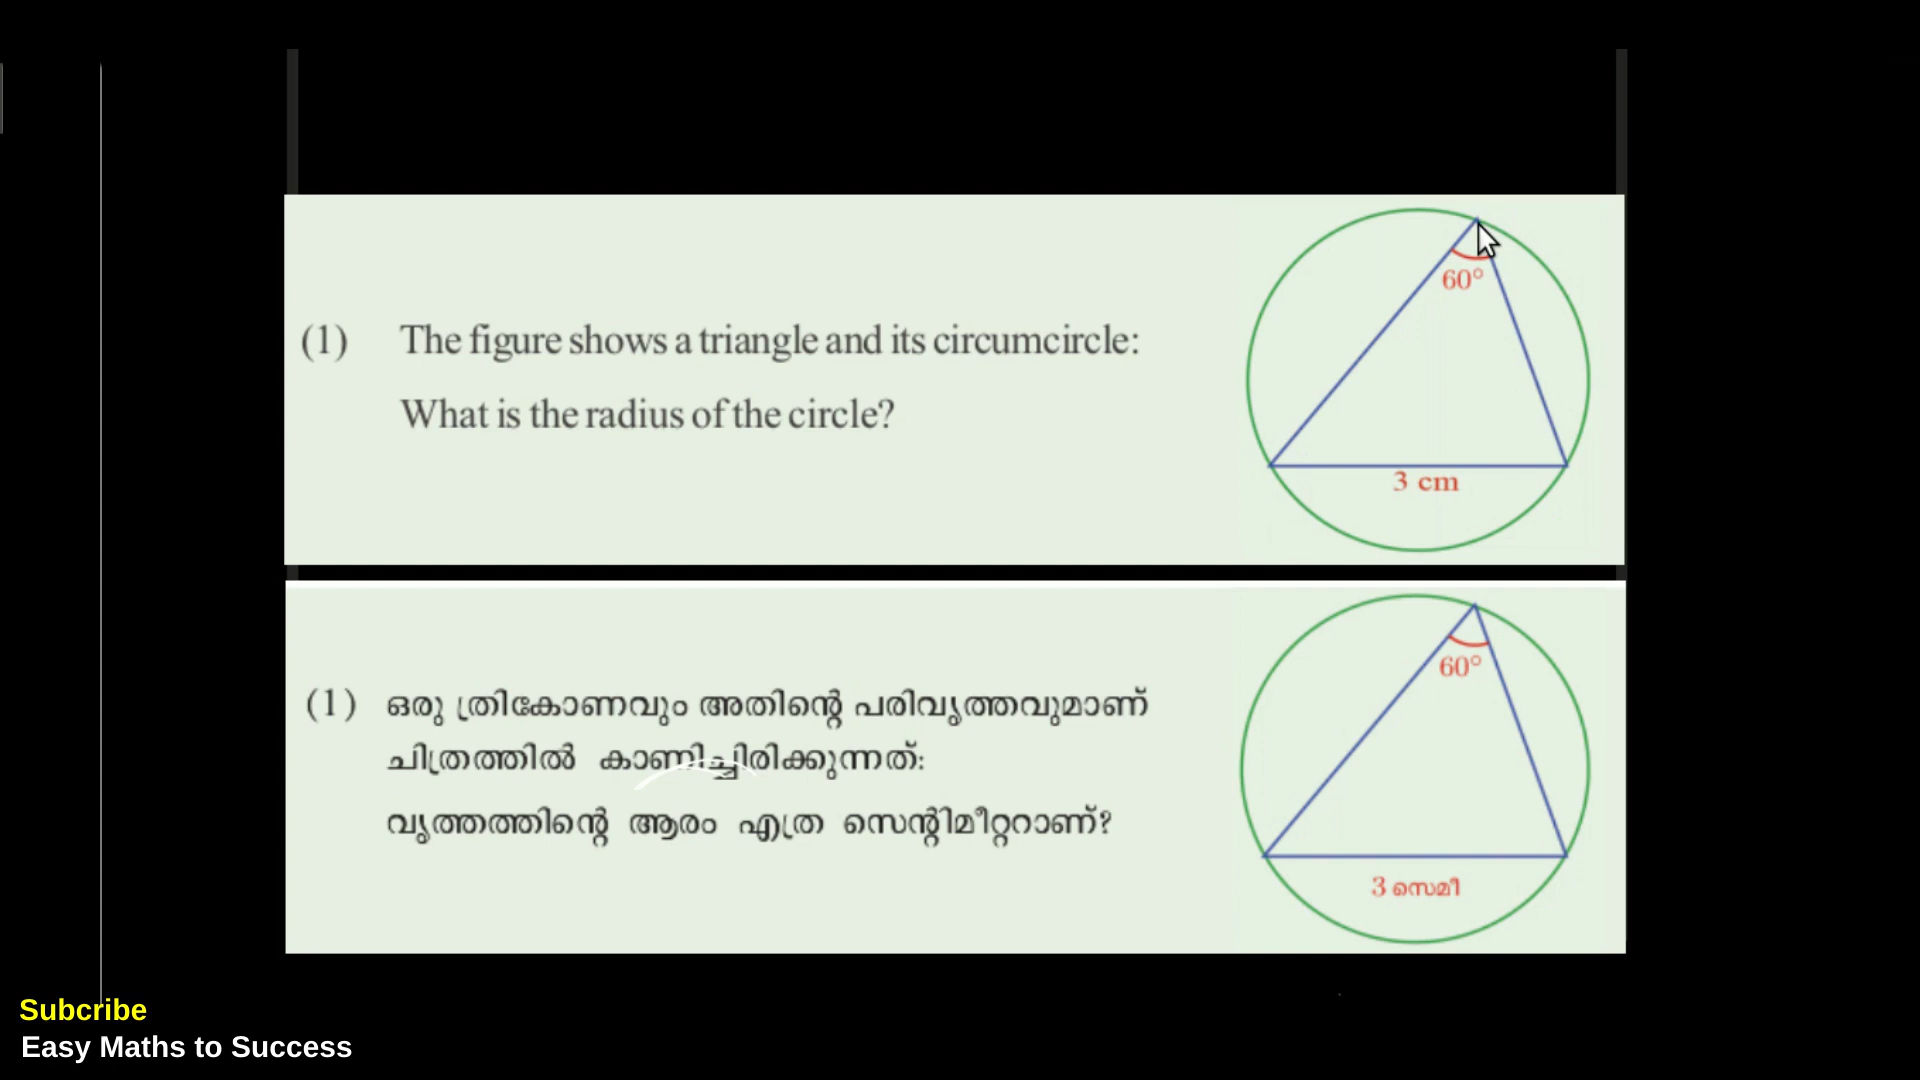 (1) The figure shows a triangle and its circumcircle:
What is the radius of the circle?
60°
3 cm
(1) ഒരു ത്രികോണവും അതിന്റെ പരിവൃത്തവുമാണ്
ചിത്രത്തിൽ കാണിച്ചിരിക്കുന്നത്:
വൃത്തത്തിന്റെ ആരം എത്ര സെന്റിമീറ്ററാണ്?
60°
3 സെമീ
Subcribe
Easy Maths to Success